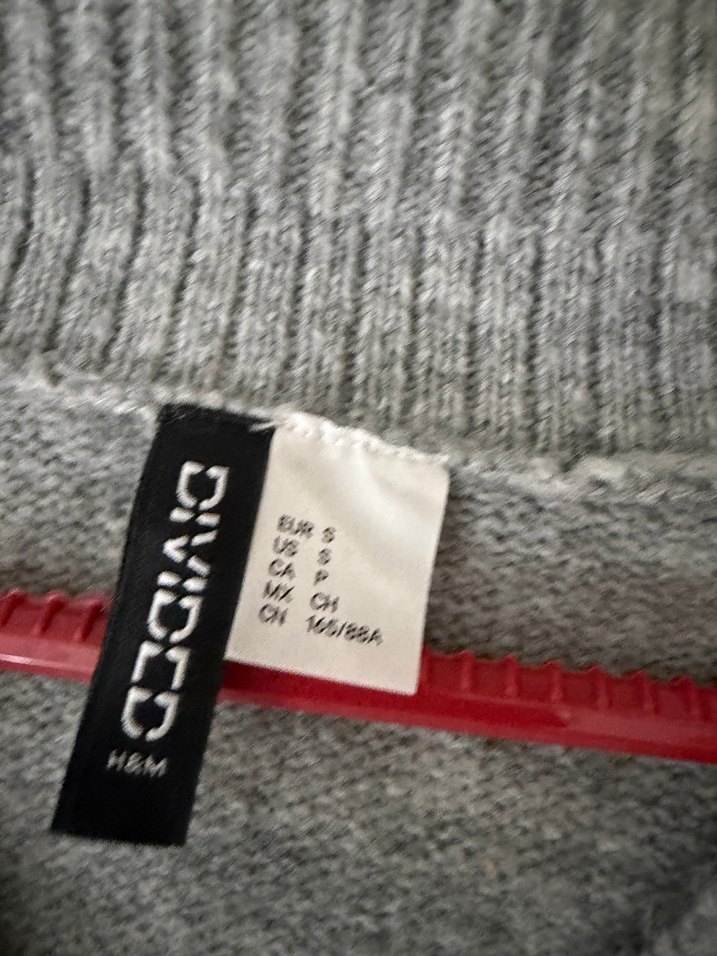 DIVIDED
H&M
EUR S
US S
CA P
MX CH
CN 165/88A